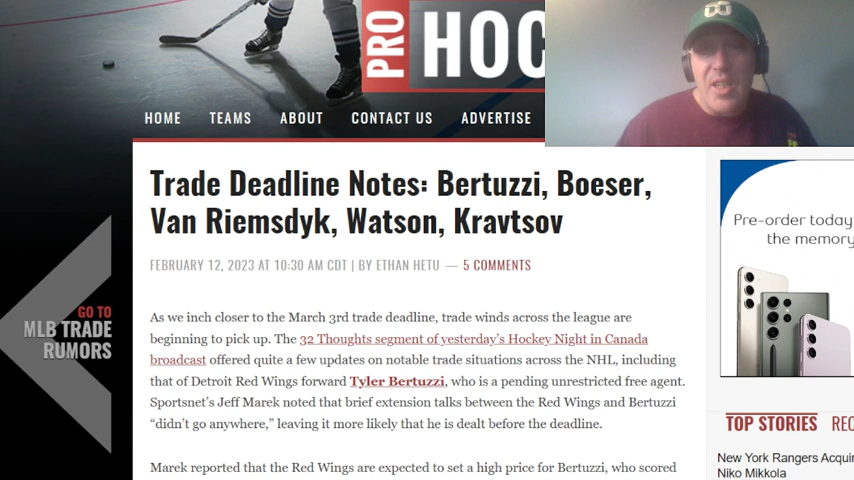 PRO
HOC
HOME TEAMS ABOUT CONTACT US ADVERTISE
Trade Deadline Notes: Bertuzzi, Boeser,
Van Riemsdyk, Watson, Kravtsov
FEBRUARY 12, 2023 AT 10:30 AM CDT | BY ETHAN HETU — 5 COMMENTS
As we inch closer to the March 3rd trade deadline, trade winds across the league are
beginning to pick up. The 32 Thoughts segment of yesterday's Hockey Night in Canada
broadcast offered quite a few updates on notable trade situations across the NHL, including
that of Detroit Red Wings forward Tyler Bertuzzi, who is a pending unrestricted free agent.
Sportsnet's Jeff Marek noted that brief extension talks between the Red Wings and Bertuzzi
"didn't go anywhere," leaving it more likely that he is dealt before the deadline.
Marek reported that the Red Wings are expected to set a high price for Bertuzzi, who scored
GO TO
MLB TRADE
RUMORS
Pre-order today
the memory
TOP STORIES REC
New York Rangers Acquir
Niko Mikkola